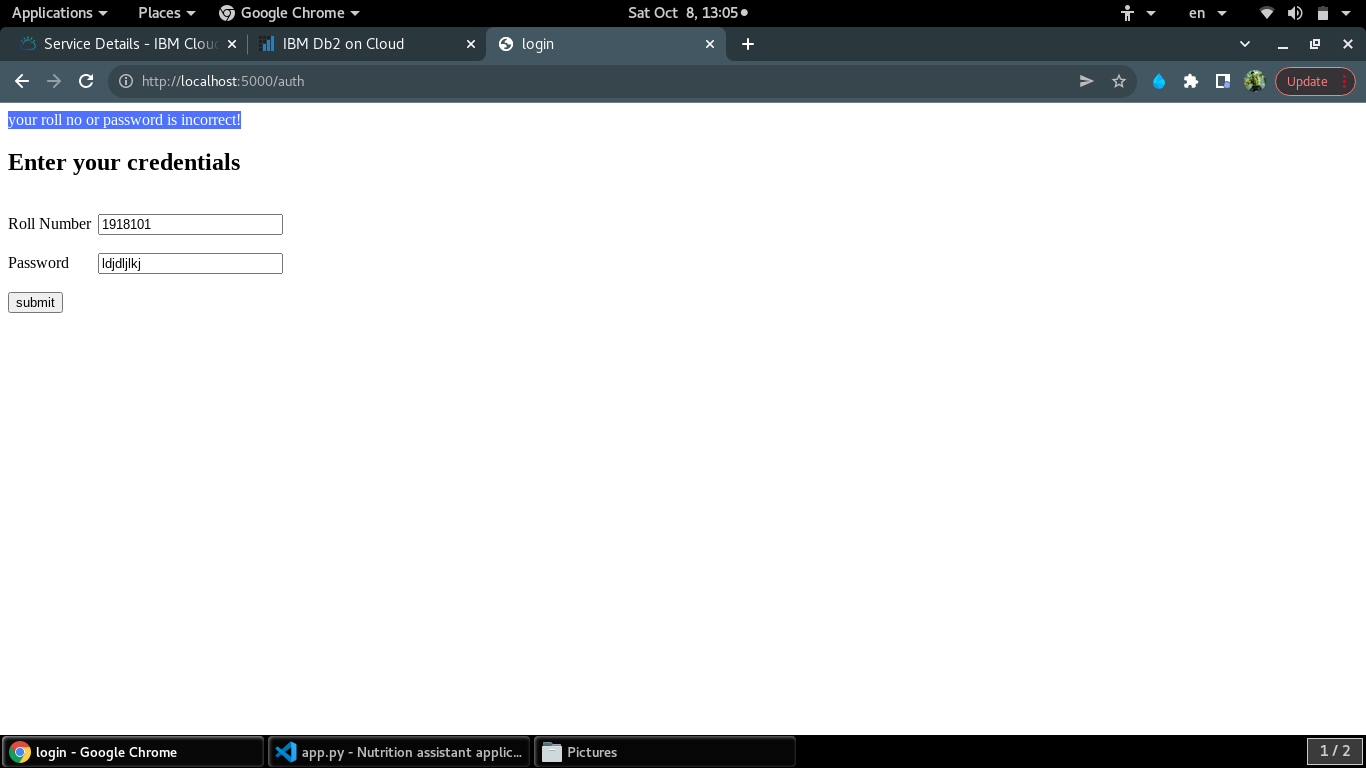 Applications Places Google Chrome Sat Oct 8, 13:05 en
Service Details - IBM Clou IBM Db2 on Cloud login
http://localhost:5000/auth Update
your roll no or password is incorrect!
Enter your credentials
Roll Number 1918101
Password ldjdljlkj
submit
login - Google Chrome app.py - Nutrition assistant applic... Pictures 1 / 2